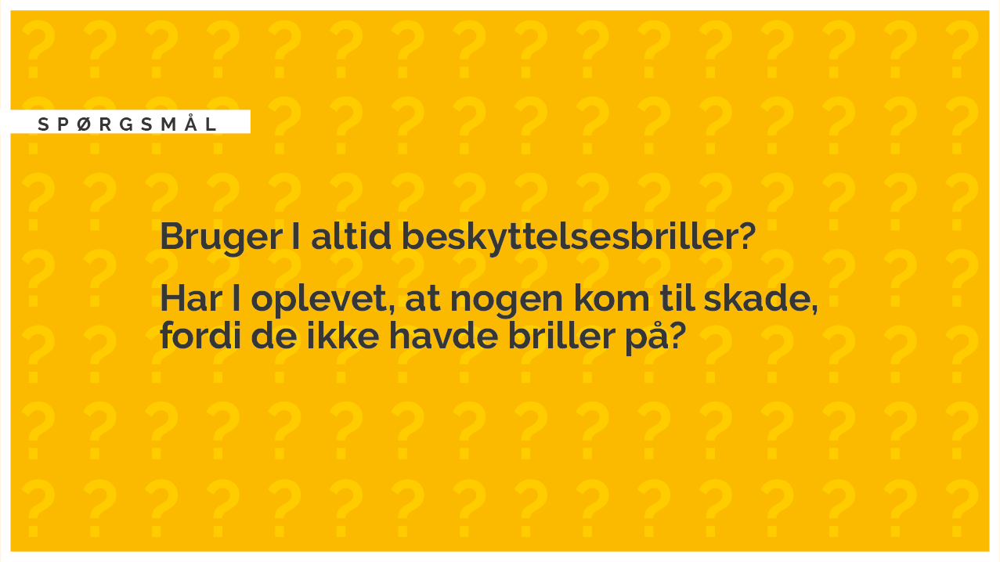 SPØRGSMÅL
Bruger I altid beskyttelsesbriller?
Har I oplevet, at nogen kom til skade,
fordi de ikke havde briller på?